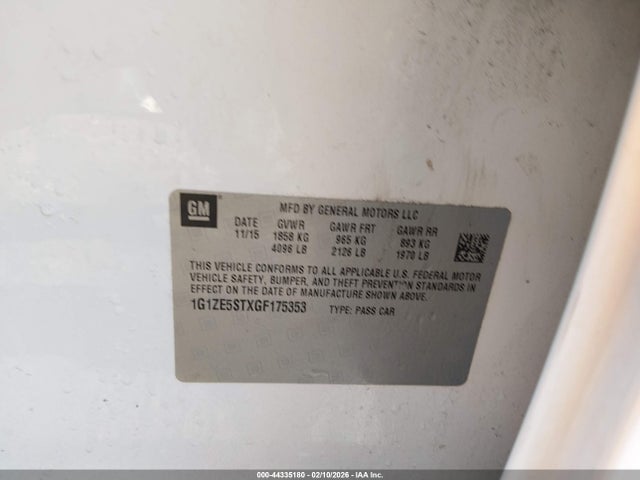 GM
MFD BY GENERAL MOTORS LLC
DATE GVWR GAWR FRT GAWR RR
11/15 1858 KG 965 KG 893 KG
4096 LB 2126 LB 1970 LB
THIS VEHICLE CONFORMS TO ALL APPLICABLE U.S. FEDERAL MOTOR
VEHICLE SAFETY, BUMPER, AND THEFT PREVENTION STANDARDS IN
EFFECT ON THE DATE OF MANUFACTURE SHOWN ABOVE.
1G1ZE5STXGF175353 TYPE: PASS CAR
000-44335180 - 02/10/2026 - IAA Inc.